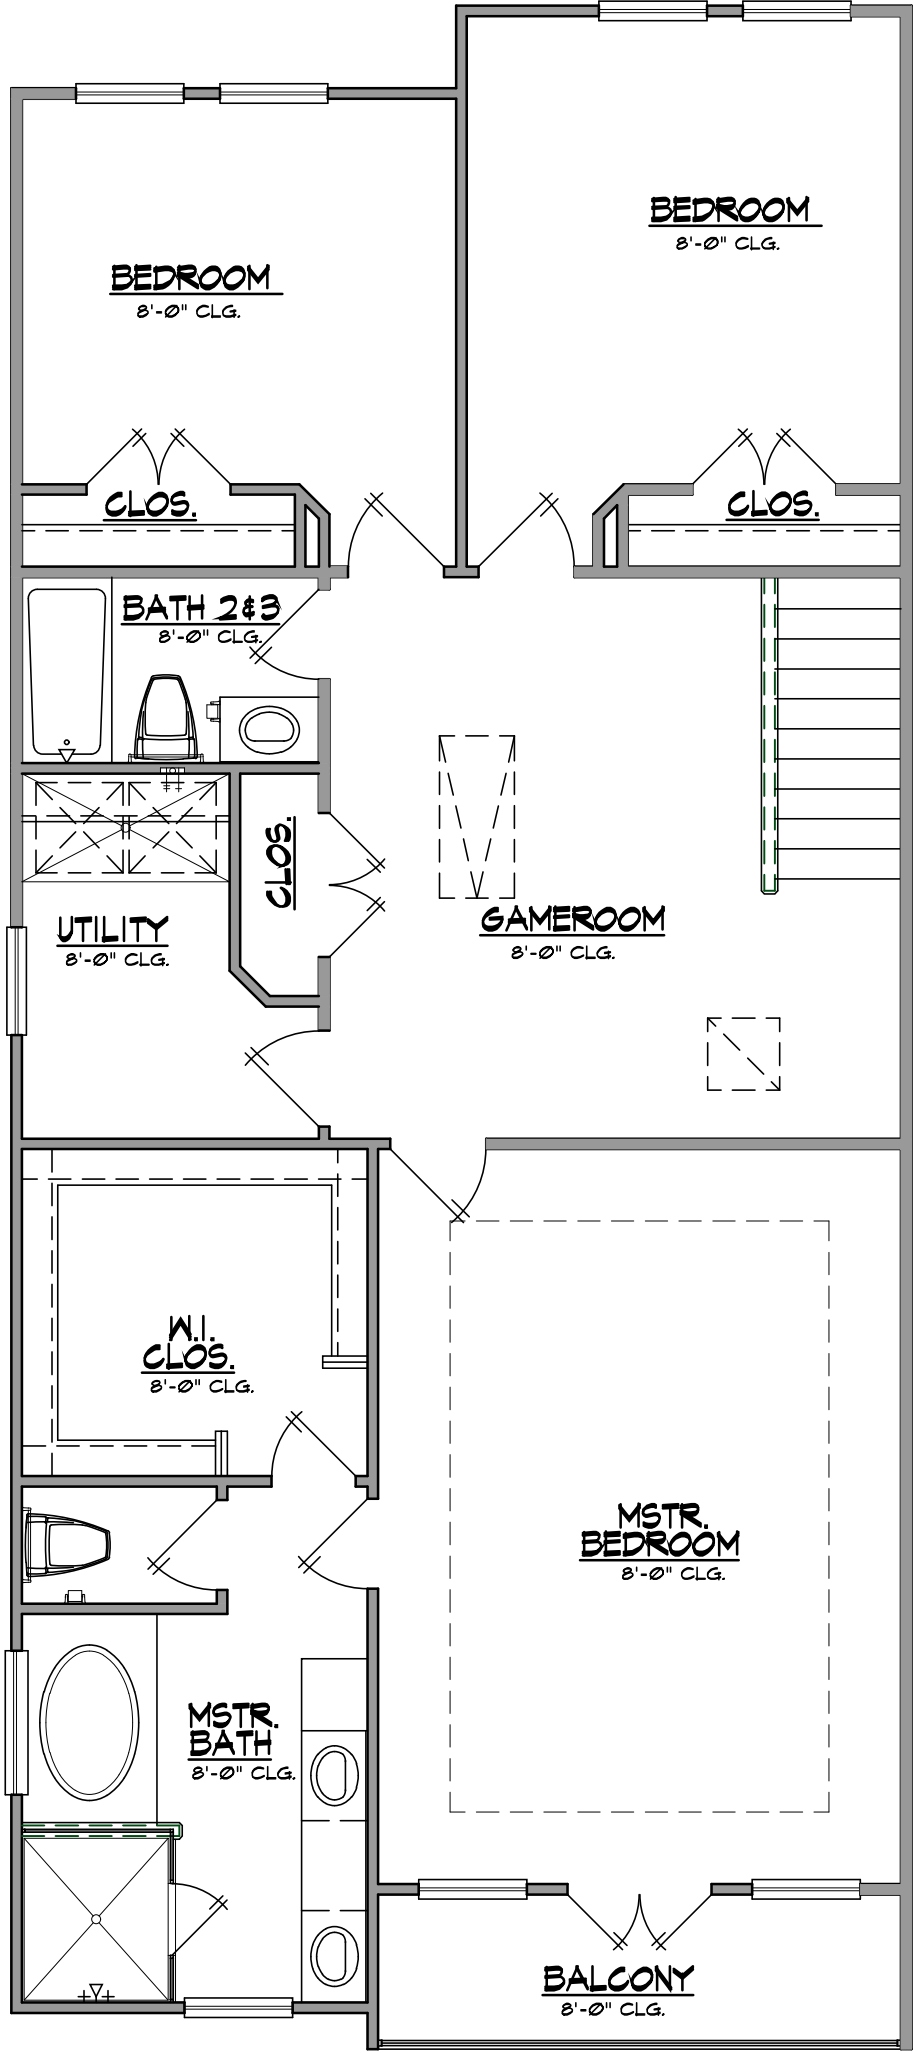 BEDROOM
8'-0" CLG.
BEDROOM
8'-0" CLG.
CLOS.
CLOS.
BATH 2&3
8'-0" CLG.
CLOS.
UTILITY
8'-0" CLG.
GAMEROOM
8'-0" CLG.
W.I.
CLOS.
8'-0" CLG.
MSTR.
BEDROOM
8'-0" CLG.
MSTR.
BATH
8'-0" CLG.
BALCONY
8'-0" CLG.